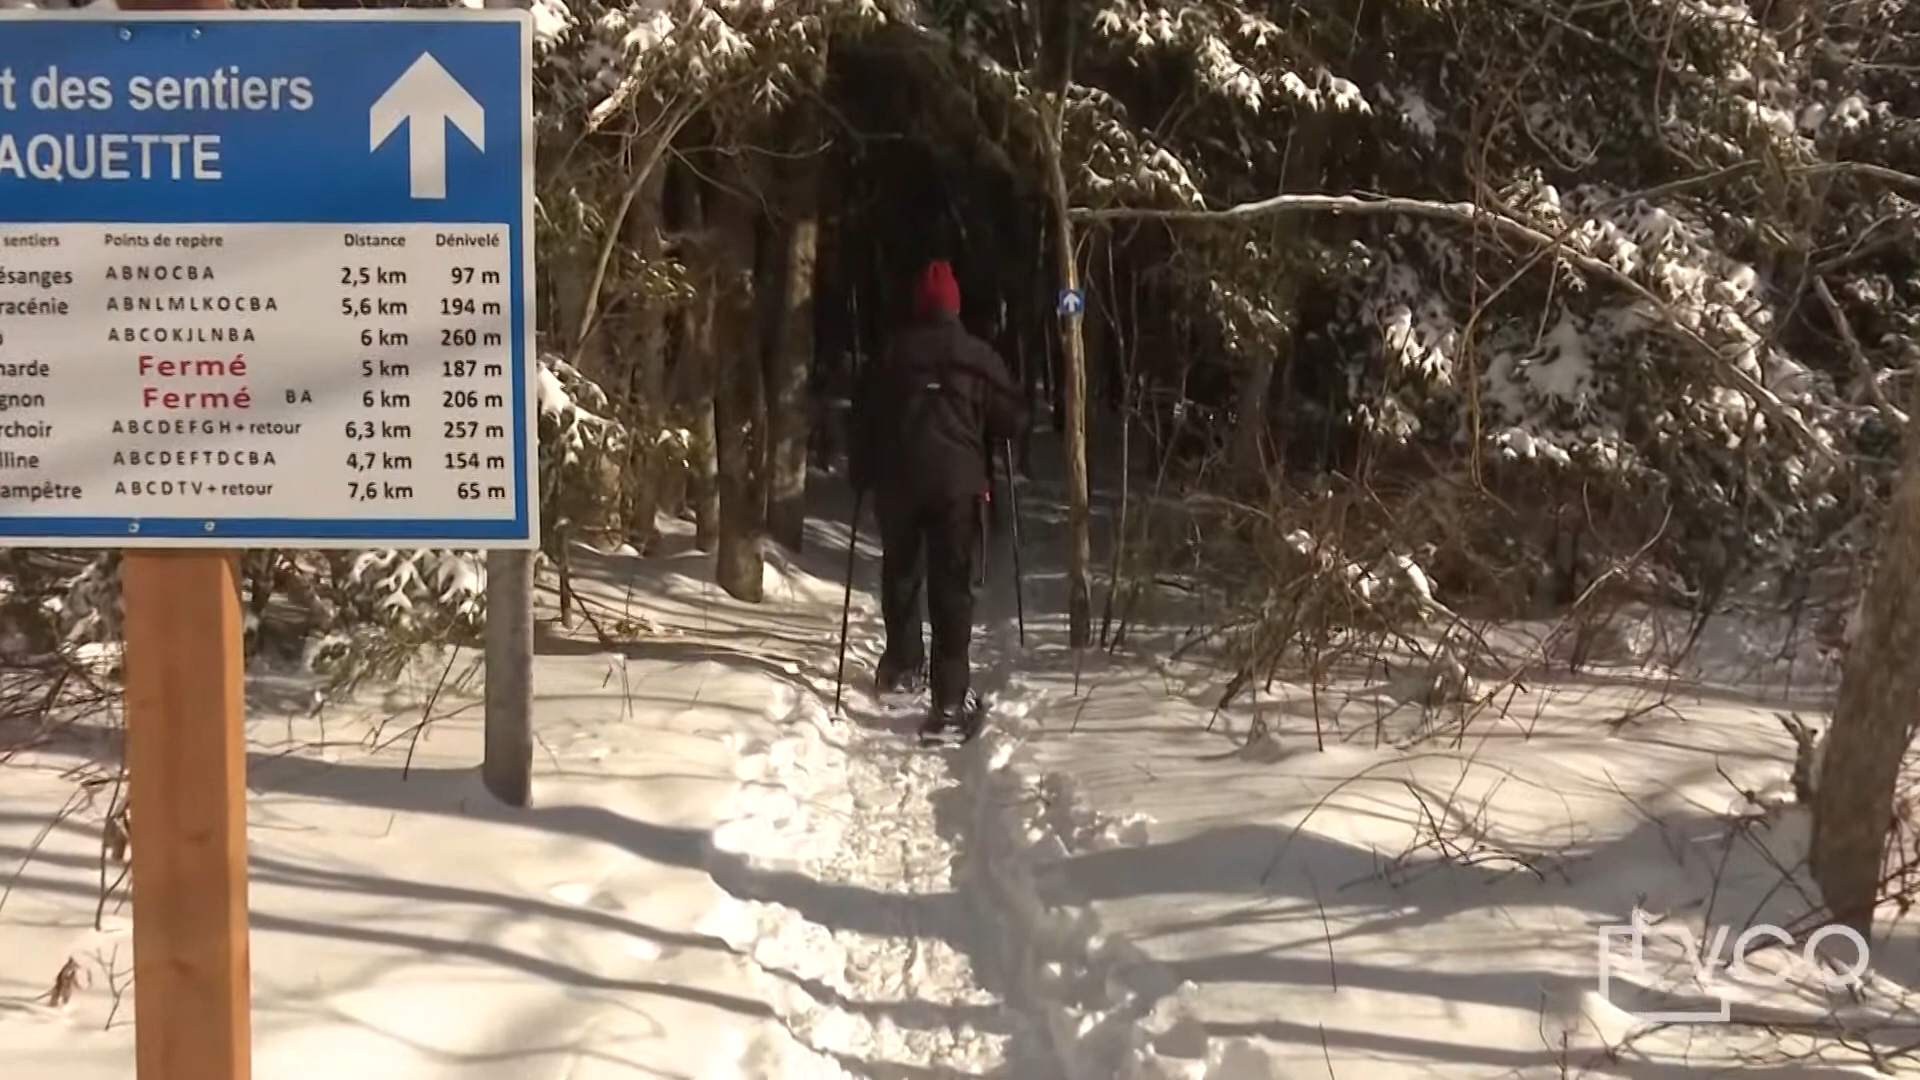 t des sentiers
AQUETTE
sentiers Points de repère Distance Dénivelé
ésanges ABNOCBA 2,5 km 97 m
racénie ABNLMLKOCBA 5,6 km 194 m
ABCOKJLNBA 6 km 260 m
narde Fermé 5 km 187 m
gnon Fermé BA 6 km 206 m
rchoir ABCDEFGH+retour 6,3 km 257 m
lline ABCDEFTDCBA 4,7 km 154 m
ampêtre ABCDTV+retour 7,6 km 65 m
tvcq